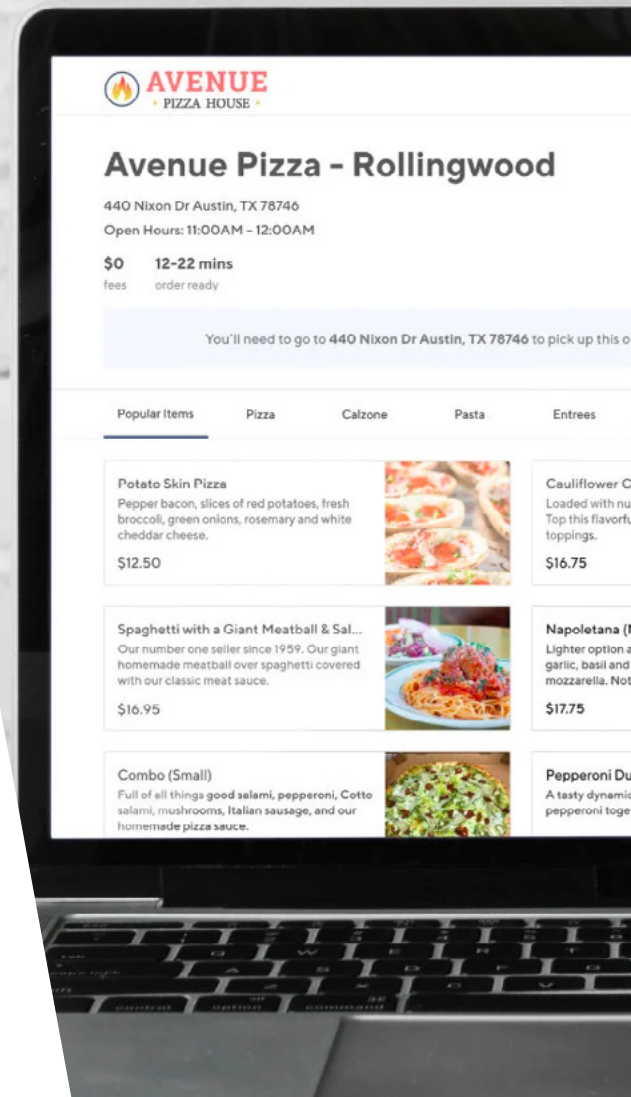 AVENUE
PIZZA HOUSE
Avenue Pizza - Rollingwood
440 Nixon Dr Austin, TX 78746
Open Hours: 11:00AM - 12:00AM
$0 12-22 mins
fees order ready
You'll need to go to 440 Nixon Dr Austin, TX 78746 to pick up this o
Popular Items Pizza Calzone Pasta Entrees
Potato Skin Pizza
Pepper bacon, slices of red potatoes, fresh
broccoli, green onions, rosemary and white
cheddar cheese.
$12.50
Cauliflower C
Loaded with nu
Top this flavorfu
toppings.
$16.75
Spaghetti with a Giant Meatball & Sal...
Our number one seller since 1959. Our giant
homemade meatball over spaghetti covered
with our classic meat sauce.
$16.95
Napoletana (
Lighter option a
garlic, basil and
mozzarella. Not
$17.75
Combo (Small)
Full of all things good salami, pepperoni, Cotto
salami, mushrooms, Italian sausage, and our
homemade pizza sauce.
Pepperoni Du
A tasty dynamic
pepperoni toge
control option command